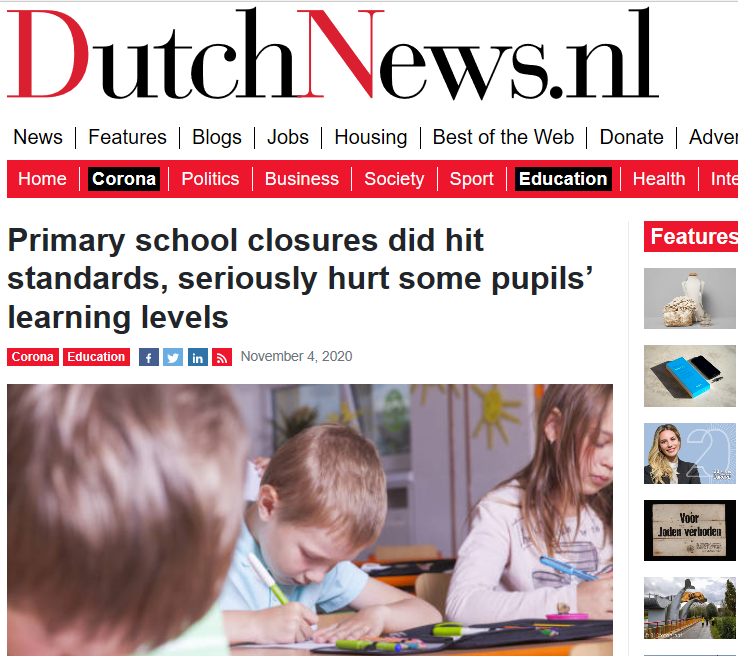 DutchNews.nl
News Features Blogs Jobs Housing Best of the Web Donate Adver
Home Corona Politics Business Society Sport Education Health Inte
Primary school closures did hit
standards, seriously hurt some pupils’
learning levels
Corona Education f in November 4, 2020
Features
20
Voor
Joden verboden